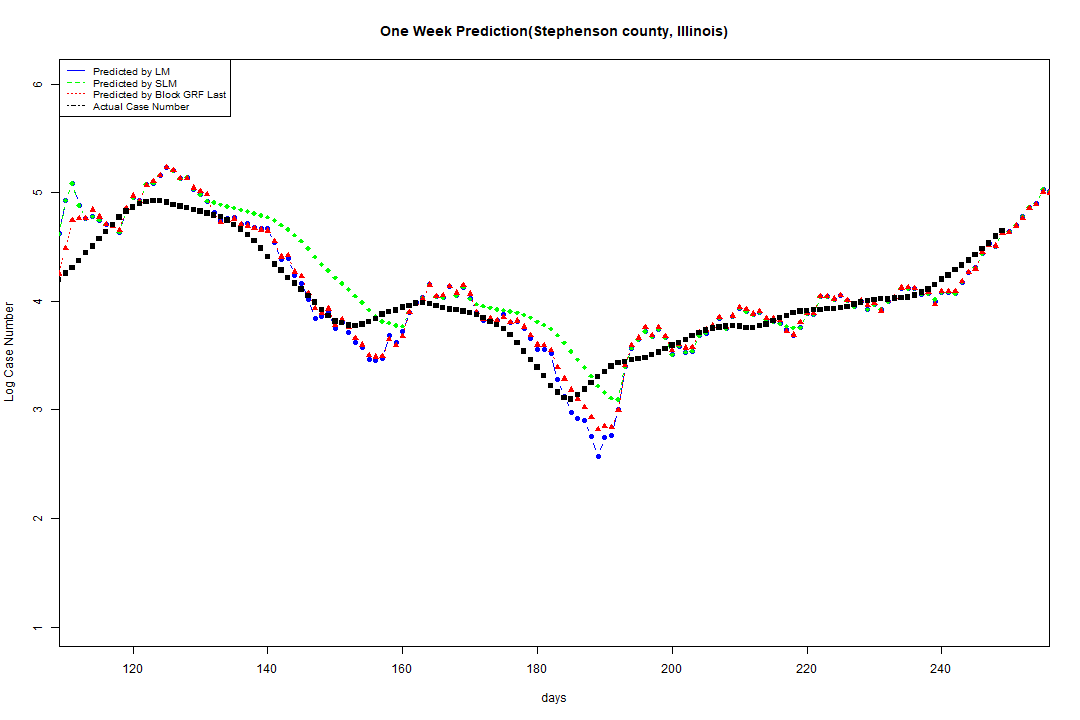 One Week Prediction(Stephenson county, Illinois)
Predicted by LM
Predicted by SLM
Predicted by Block GRF Last
Actual Case Number
6
5
4
3
2
1
Log Case Number
120 140 160 180 200 220 240
days